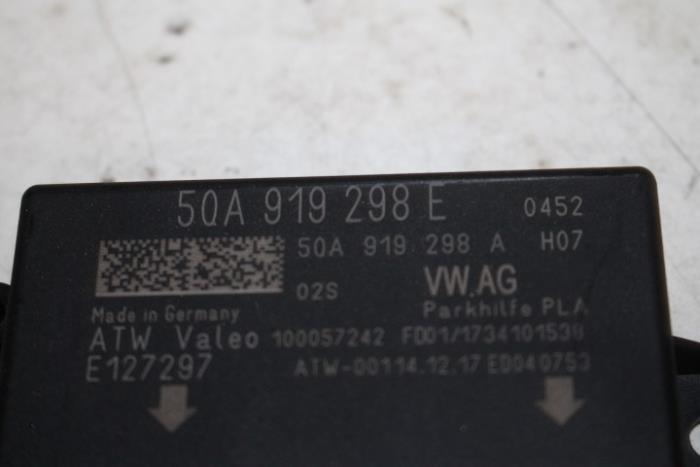 5QA 919 298 E 0452
5QA 919 298 A H07
02S VW.AG
Made in Germany Parkhilfe PLA
ATW Valeo 100057242 FD01/1734101538
E127297 ATW-00114.12.17 ED040753